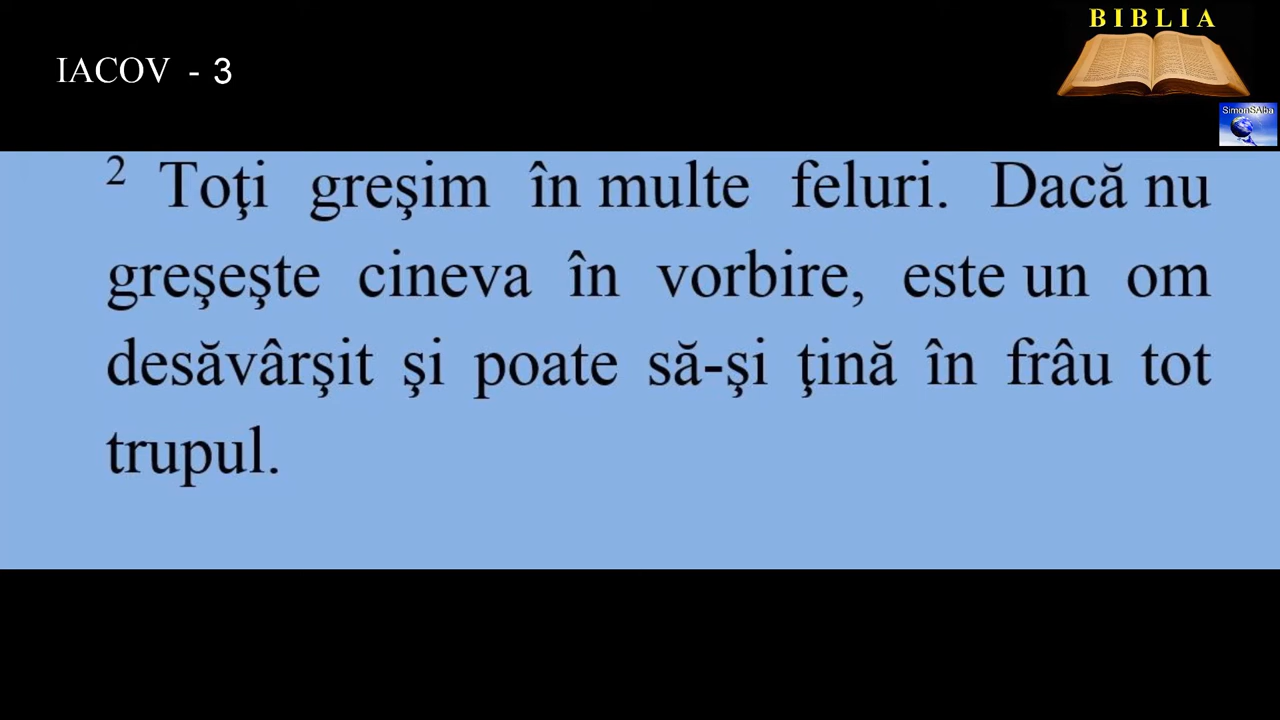 BIBLIA
IACOV - 3
SimonSAlba
2 Toţi greşim în multe feluri. Dacă nu
greşeşte cineva în vorbire, este un om
desăvârşit şi poate să-şi ţină în frâu tot
trupul.